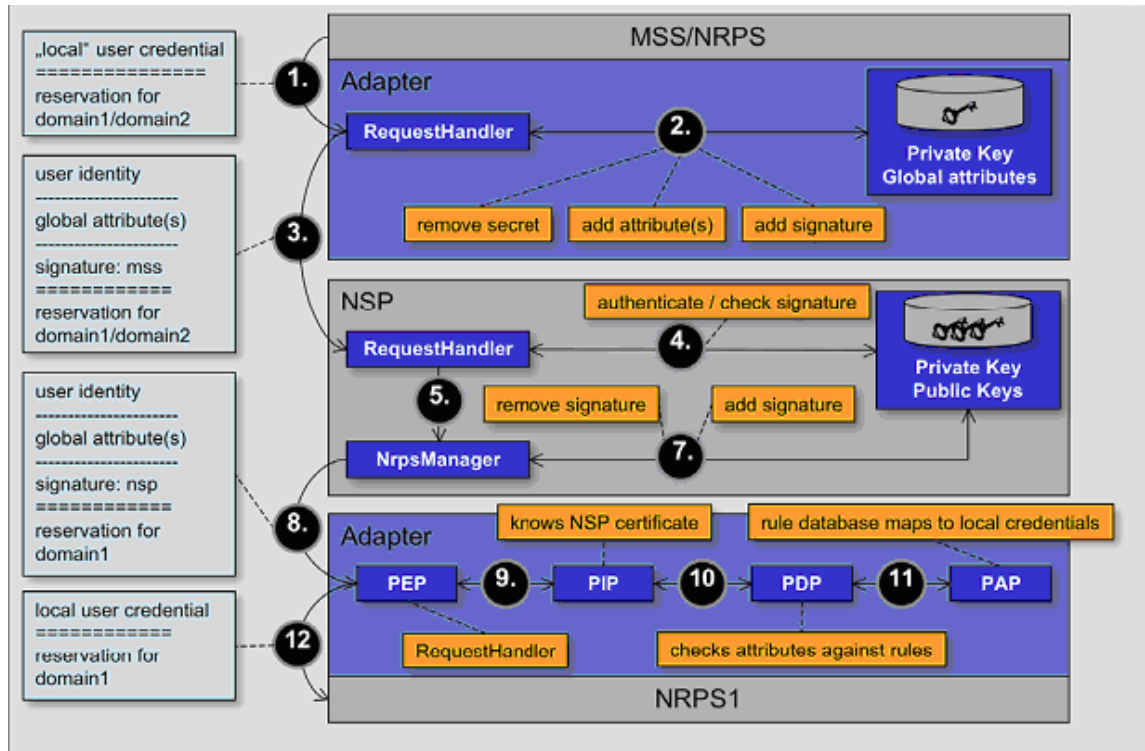 „local“ user credential
================
reservation for
domain1/domain2
1.
MSS/NRPS
Adapter
RequestHandler
2.
Private Key
Global attributes
remove secret
add attribute(s)
add signature
user identity
----------------------
global attribute(s)
----------------------
signature: mss
============
reservation for
domain1/domain2
3.
NSP
authenticate / check signature
RequestHandler
4.
Private Key
Public Keys
5.
remove signature
add signature
NrpsManager
7.
user identity
----------------------
global attribute(s)
----------------------
signature: nsp
============
reservation for
domain1
8.
Adapter
knows NSP certificate
rule database maps to local credentials
PEP
9.
PIP
10
PDP
11
PAP
RequestHandler
checks attributes against rules
local user credential
============
reservation for
domain1
12
NRPS1